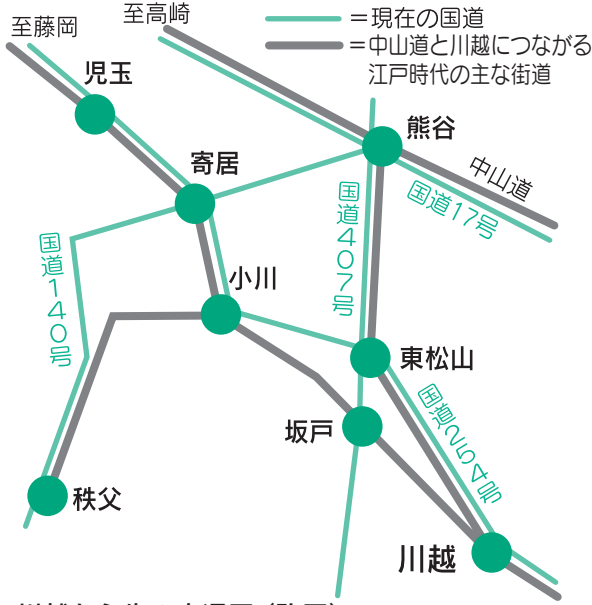 至藤岡
至高崎
＝現在の国道
＝中山道と川越につながる
江戸時代の主な街道
児玉
熊谷
寄居
中山道
国道17号
国道407号
国道140号
小川
東松山
国道254号
坂戸
秩父
川越